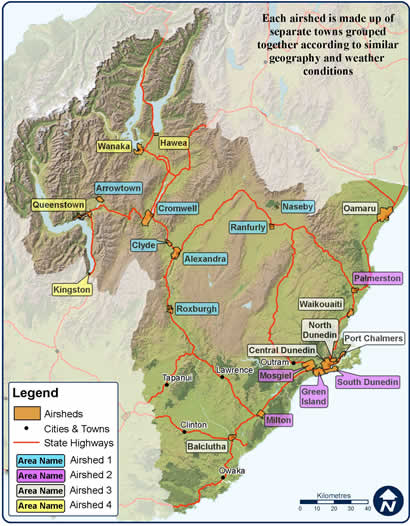 Each airshed is made up of
separate towns grouped
together according to similar
geography and weather
conditions
Hawea
Wanaka
Arrowtown
Queenstown
Cromwell
Naseby
Oamaru
Ranfurly
Clyde
Alexandra
Kingston
Palmerston
Roxburgh
Waikouaiti
North
Dunedin
Port Chalmers
Central Dunedin
Outram
Lawrence
Mosgiel
Tapanui
South Dunedin
Green
Island
Milton
Clinton
Balclutha
Owaka
Legend
Airsheds
Cities & Towns
State Highways
Area Name Airshed 1
Area Name Airshed 2
Area Name Airshed 3
Area Name Airshed 4
Kilometres
0 10 20 40
NORTH